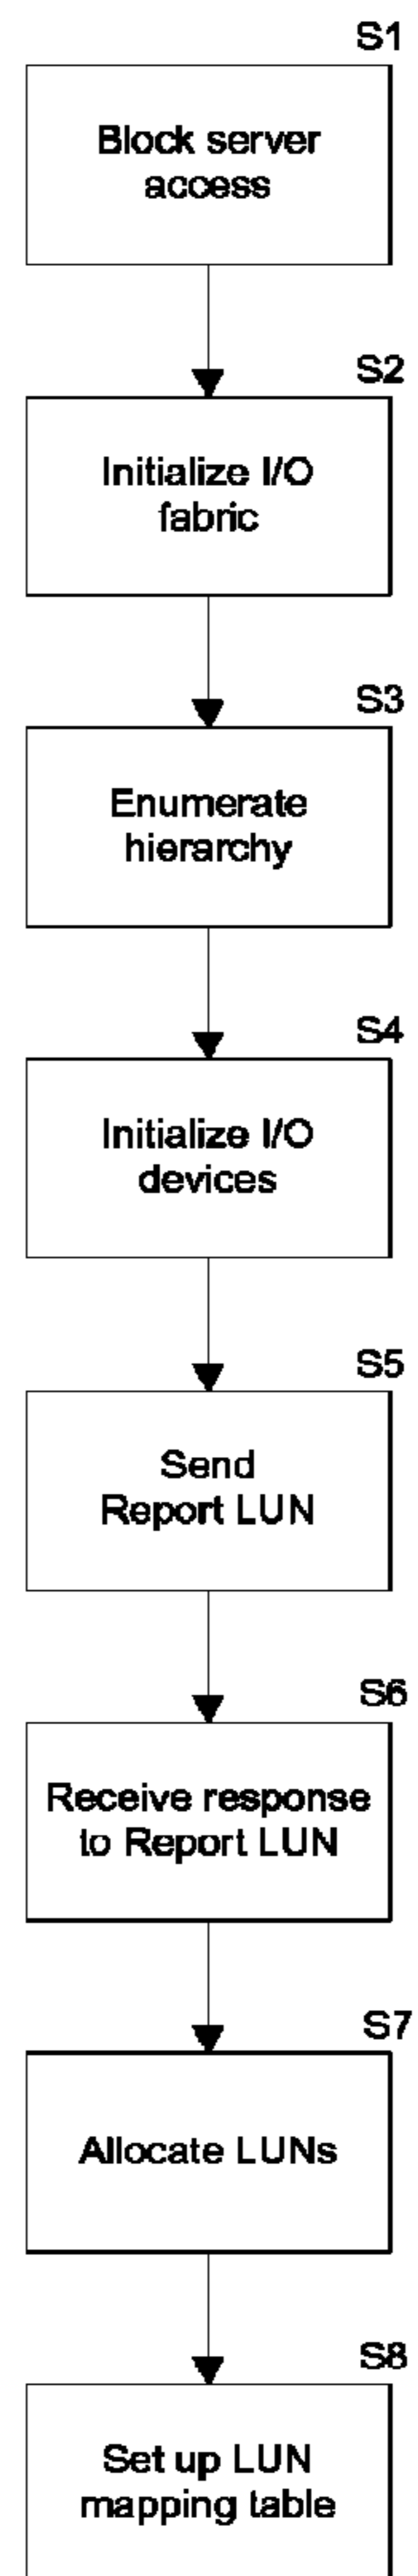 S1
Block server
access
S2
Initialize I/O
fabric
S3
Enumerate
hierarchy
S4
Initialize I/O
devices
S5
Send
Report LUN
S6
Receive response
to Report LUN
S7
Allocate LUNs
S8
Set up LUN
mapping table